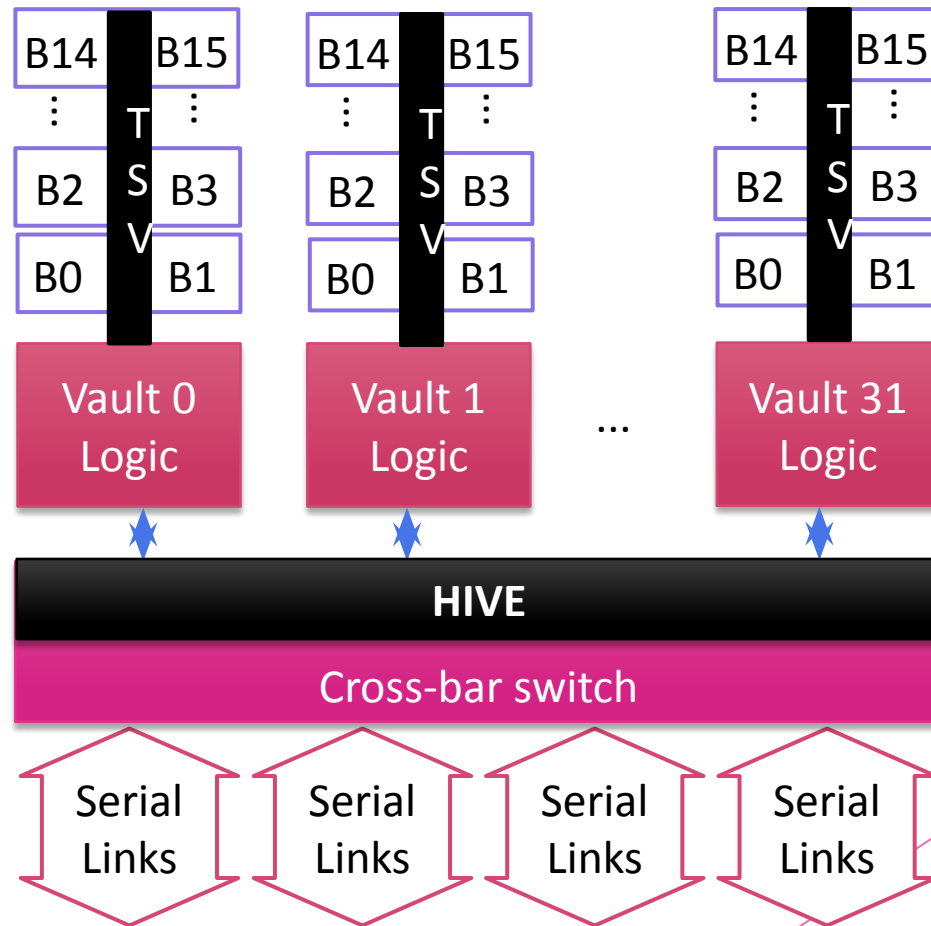 B14 B15 B14 B15 B14 B15
⋮ ⋮ ⋮ ⋮ ⋮ ⋮
T T T
B2 S B3 B2 S B3 B2 S B3
V V V
B0 B1 B0 B1 B0 B1
Vault 0 Vault 1 Vault 31
... 
Logic Logic Logic
HIVE
Cross-bar switch
Serial Serial Serial Serial
Links Links Links Links